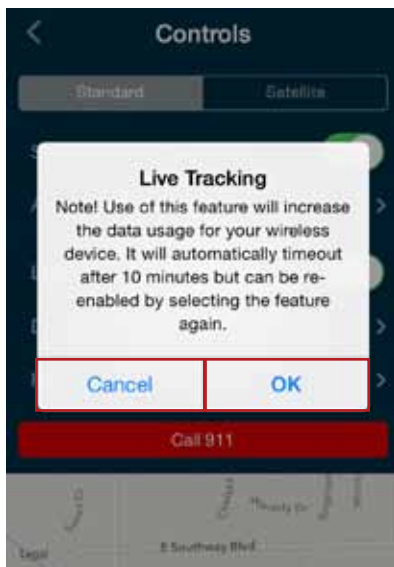 Controls
Standard
Satellite
Live Tracking
Note! Use of this feature will increase
the data usage for your wireless
device. It will automatically timeout
after 10 minutes but can be re-
enabled by selecting the feature
again.
Cancel
OK
Call 911
E Southway Blvd
Legal